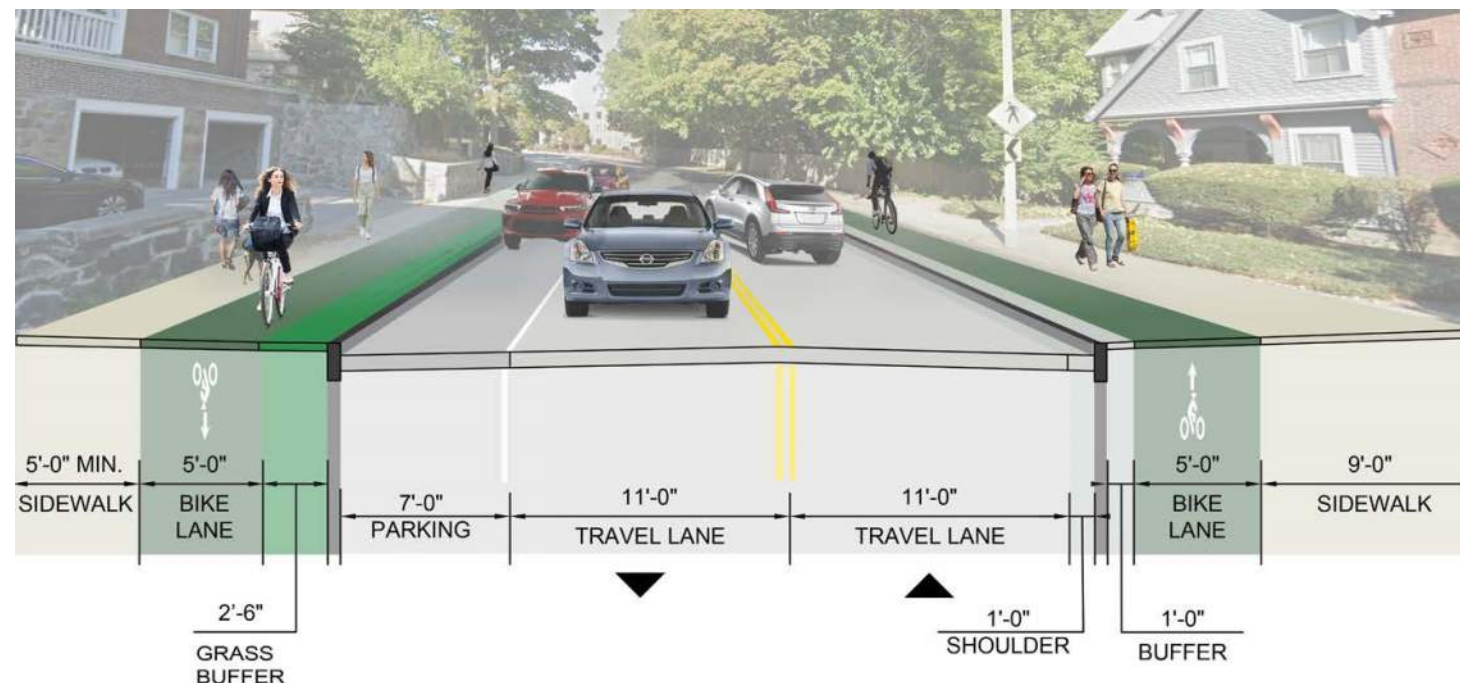 5'-0" MIN.
SIDEWALK
5'-0"
BIKE
LANE
2'-6"
GRASS
BUFFER
7'-0"
PARKING
11'-0"
TRAVEL LANE
11'-0"
TRAVEL LANE
1'-0"
SHOULDER
1'-0"
BUFFER
5'-0"
BIKE
LANE
9'-0"
SIDEWALK